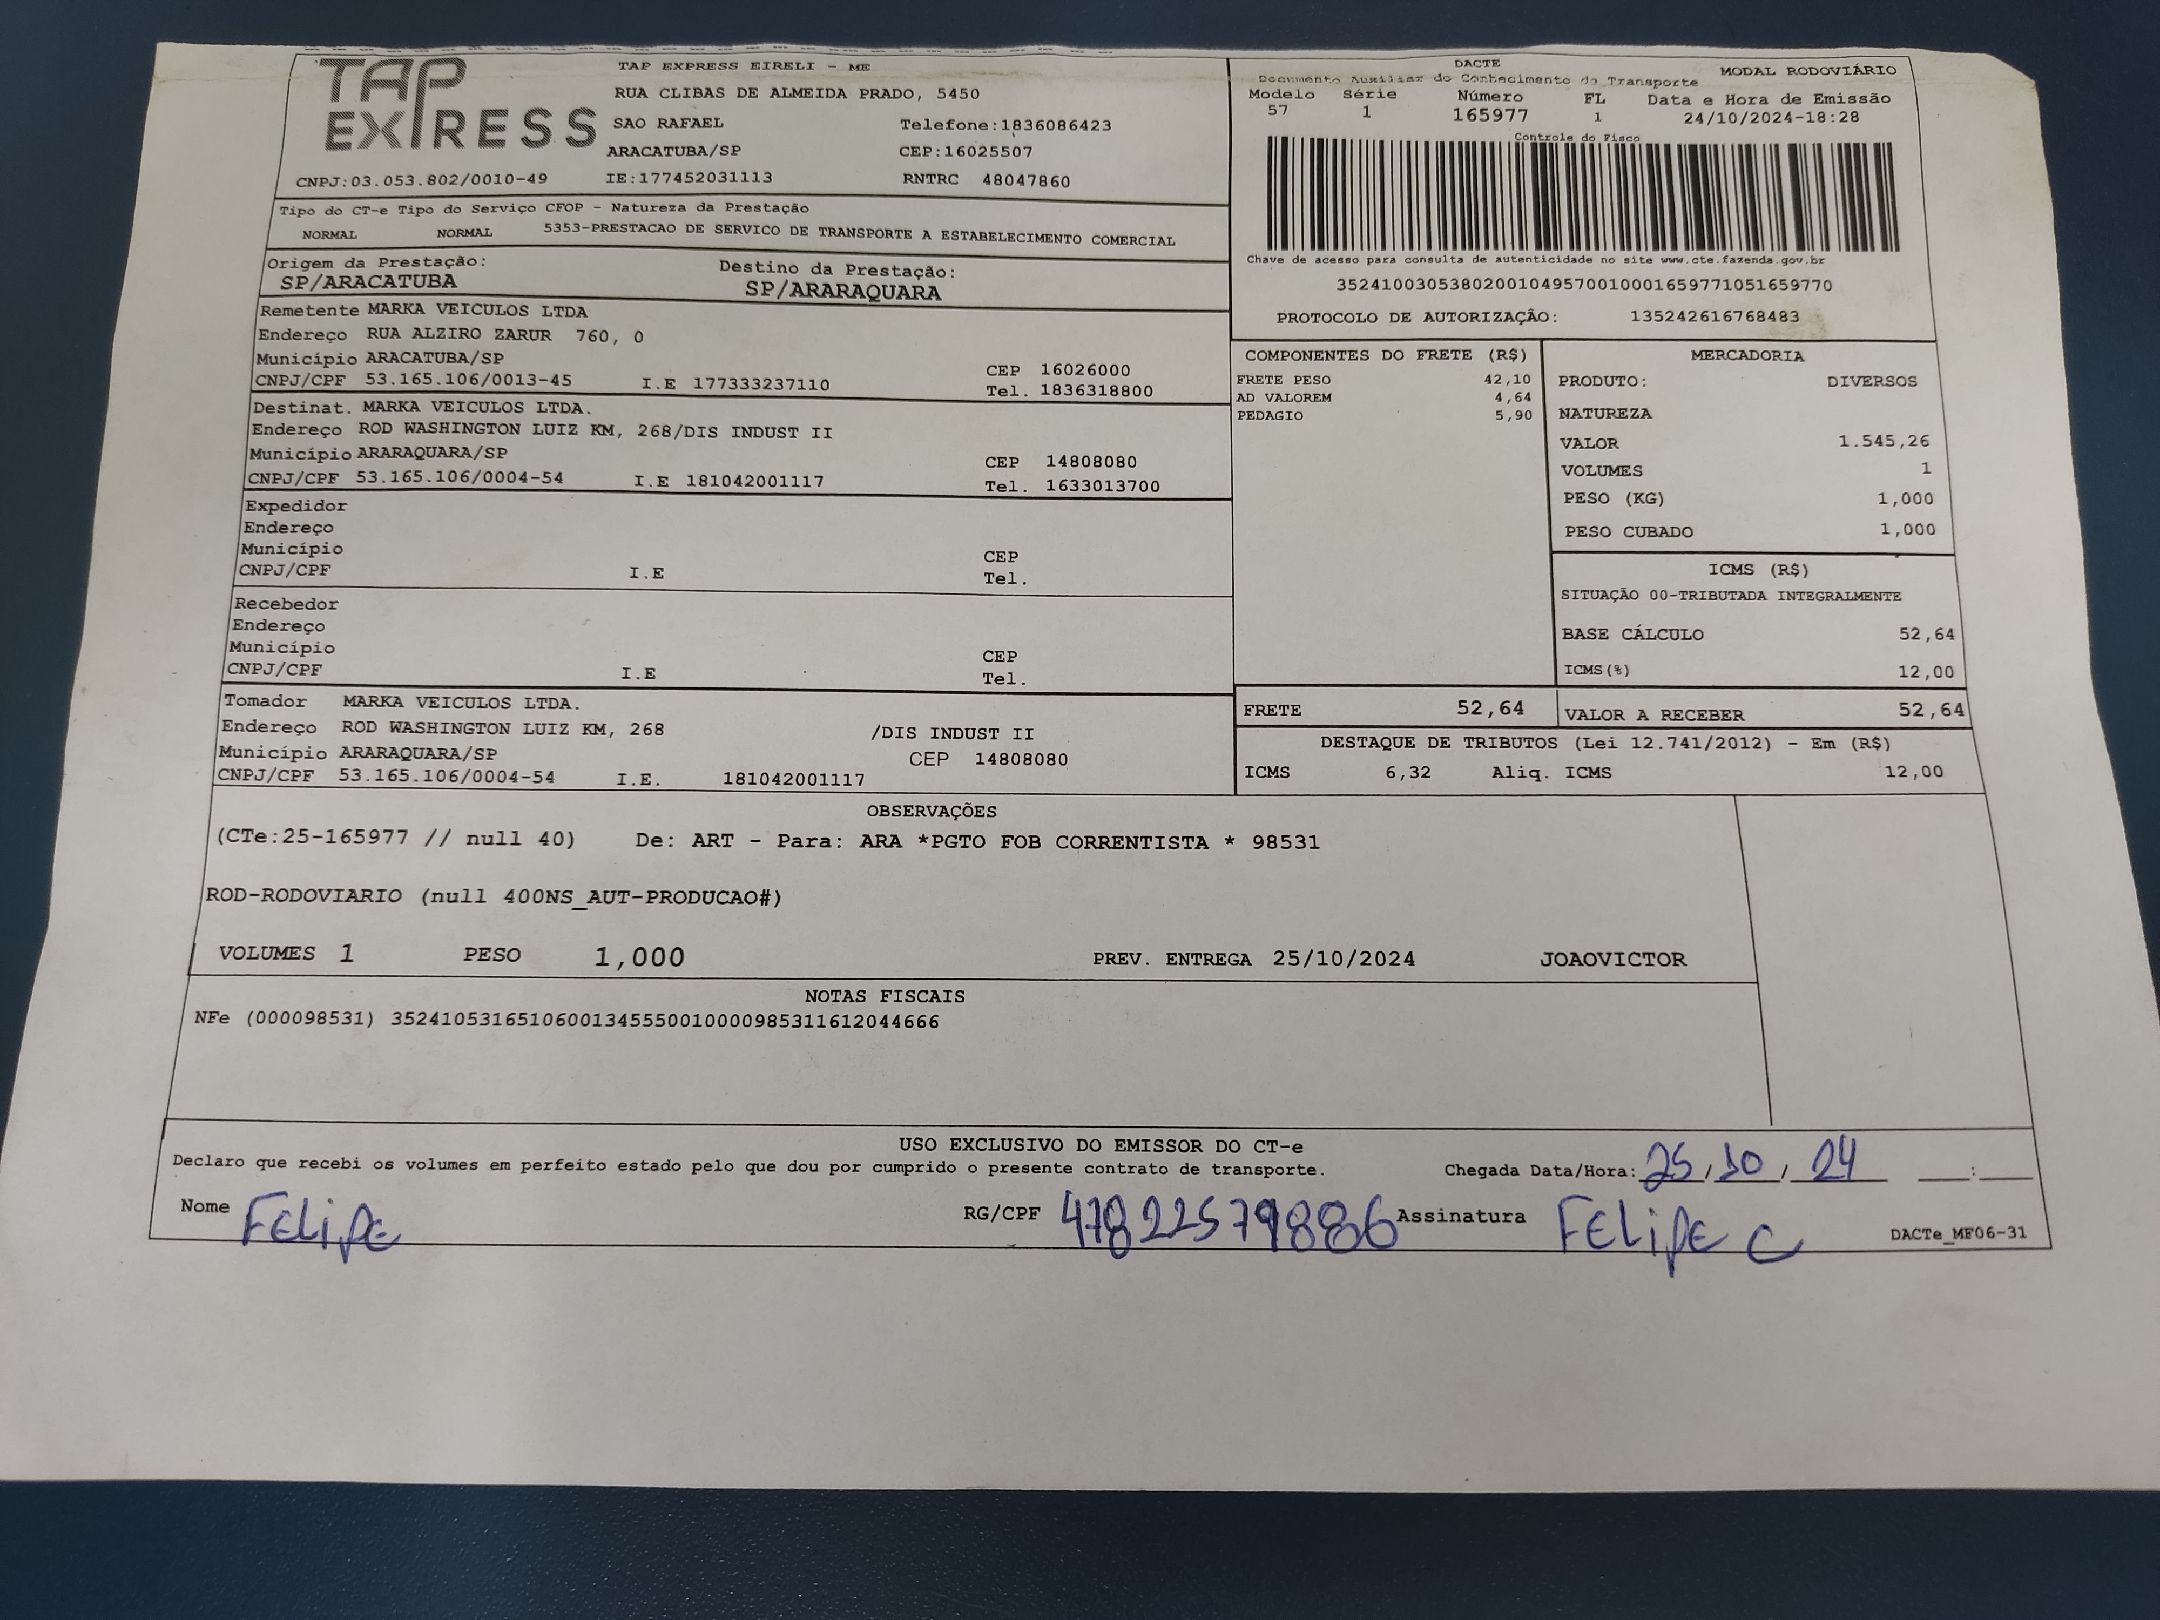 TAP EXPRESS
TAP EXPRESS EIRELI - ME
RUA CLIBAS DE ALMEIDA PRADO, 5450
SAO RAFAEL Telefone:1836086423
ARACATUBA/SP CEP:16025507
CNPJ:03.053.802/0010-49 IE:177452031113 RNTRC 48047860
DACTE MODAL RODOVIÁRIO
Documento Auxiliar do Conhecimento de Transporte
Modelo Série Número FL Data e Hora de Emissão
57 1 165977 1 24/10/2024-18:28
Controle do Fisco
Chave de acesso para consulta de autenticidade no site www.cte.fazenda.gov.br
35241003053802001049570010001659771051659770
PROTOCOLO DE AUTORIZAÇÃO: 135242616768483
Tipo do CT-e Tipo do Serviço CFOP - Natureza da Prestação
NORMAL NORMAL 5353-PRESTACAO DE SERVICO DE TRANSPORTE A ESTABELECIMENTO COMERCIAL
Origem da Prestação: Destino da Prestação:
SP/ARACATUBA SP/ARARAQUARA
Remetente MARKA VEICULOS LTDA
Endereço RUA ALZIRO ZARUR 760, 0
Município ARACATUBA/SP CEP 16026000
CNPJ/CPF 53.165.106/0013-45 I.E 177333237110 Tel. 1836318800
Destinat. MARKA VEICULOS LTDA.
Endereço ROD WASHINGTON LUIZ KM, 268/DIS INDUST II
Município ARARAQUARA/SP CEP 14808080
CNPJ/CPF 53.165.106/0004-54 I.E 181042001117 Tel. 1633013700
Expedidor
Endereço
Município CEP
CNPJ/CPF I.E Tel.
Recebedor
Endereço
Município CEP
CNPJ/CPF I.E Tel.
Tomador MARKA VEICULOS LTDA.
Endereço ROD WASHINGTON LUIZ KM, 268 /DIS INDUST II
Município ARARAQUARA/SP CEP 14808080
CNPJ/CPF 53.165.106/0004-54 I.E. 181042001117
COMPONENTES DO FRETE (R$)
FRETE PESO 42,10
AD VALOREM 4,64
PEDAGIO 5,90
MERCADORIA
PRODUTO: DIVERSOS
NATUREZA
VALOR 1.545,26
VOLUMES 1
PESO (KG) 1,000
PESO CUBADO 1,000
ICMS (R$)
SITUAÇÃO 00-TRIBUTADA INTEGRALMENTE
BASE CÁLCULO 52,64
ICMS(%) 12,00
FRETE 52,64 VALOR A RECEBER 52,64
DESTAQUE DE TRIBUTOS (Lei 12.741/2012) - Em (R$)
ICMS 6,32 Aliq. ICMS 12,00
OBSERVAÇÕES
(CTe:25-165977 // null 40) De: ART - Para: ARA *PGTO FOB CORRENTISTA * 98531
ROD-RODOVIARIO (null 400NS_AUT-PRODUCAO#)
VOLUMES 1 PESO 1,000 PREV. ENTREGA 25/10/2024 JOAOVICTOR
NOTAS FISCAIS
NFe (000098531) 35241053165106001345550010000985311612044666
USO EXCLUSIVO DO EMISSOR DO CT-e
Declaro que recebi os volumes em perfeito estado pelo que dou por cumprido o presente contrato de transporte. Chegada Data/Hora: 25/10/24 __:__
Nome FELIPE RG/CPF 47822579886 Assinatura FELIPE C DACTe_MF06-31